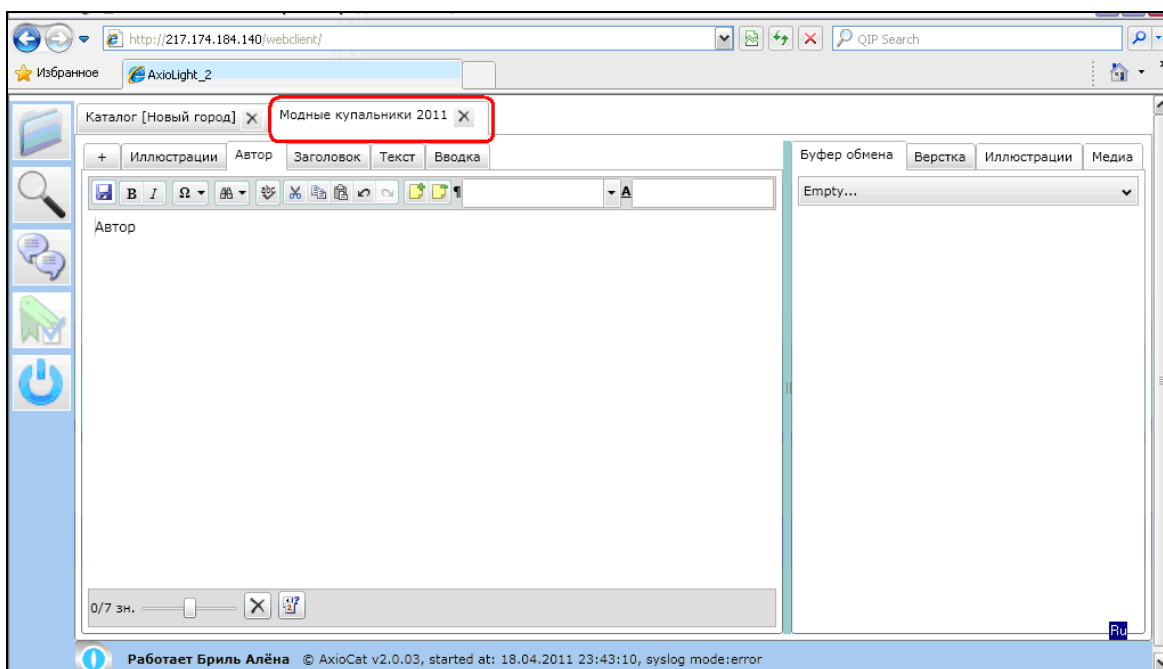 http://217.174.184.140/webclient/
QIP Search
Избранное
AxioLight_2
Каталог [Новый город]
Модные купальники 2011
+ Иллюстрации Автор Заголовок Текст Вводка
Буфер обмена Верстка Иллюстрации Медиа
B I Ω abc ¶ A
Empty...
Автор
0/7 зн.
Ru
Работает Бриль Алёна © AxioCat v2.0.03, started at: 18.04.2011 23:43:10, syslog mode:error